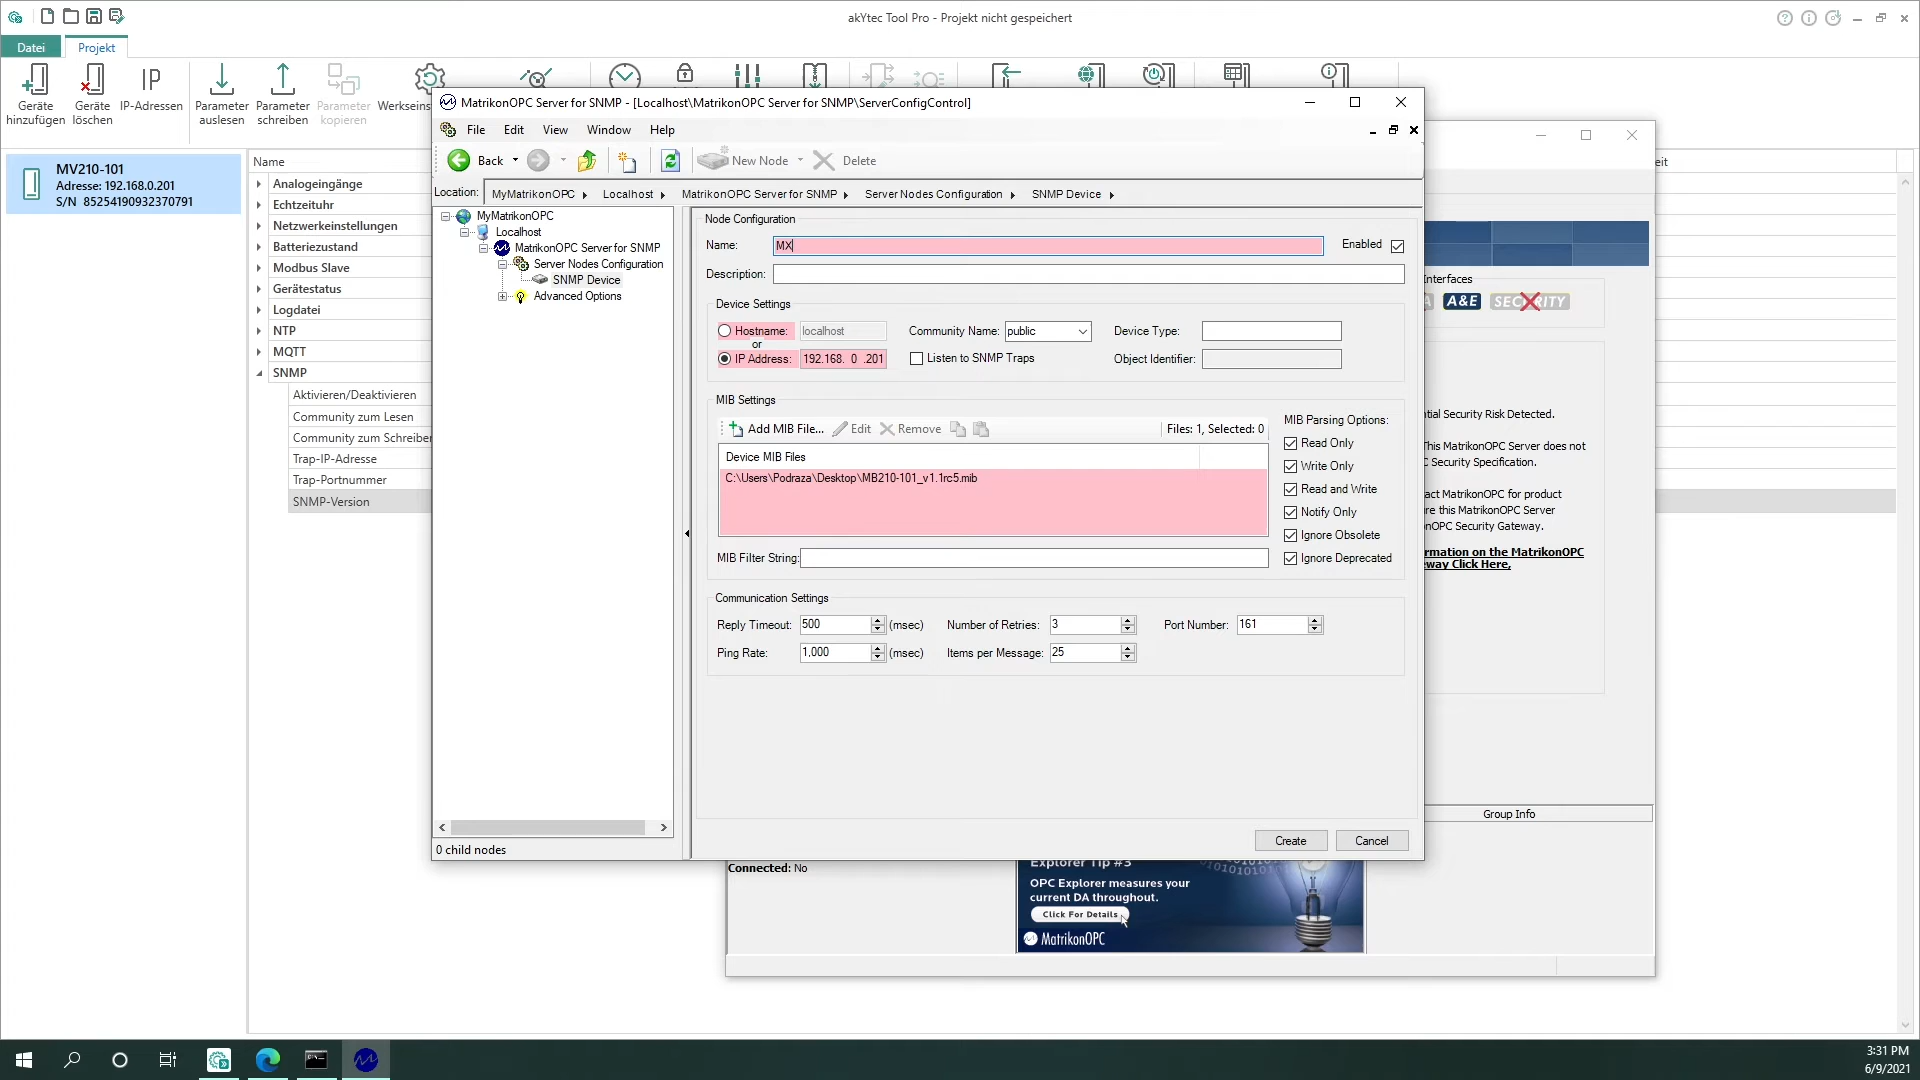 akYtec Tool Pro - Projekt nicht gespeichert
Datei
Projekt
Geräte
hinzufügen
Geräte
löschen
IP
IP-Adressen
Parameter
auslesen
Parameter
schreiben
Parameter
kopieren
Werkseinst
MV210-101
Adresse: 192.168.0.201
S/N 85254190932370791
Name
Analogeingänge
Echtzeituhr
Netzwerkeinstellungen
Batteriezustand
Modbus Slave
Gerätestatus
Logdatei
NTP
MQTT
SNMP
Aktivieren/Deaktivieren
Community zum Lesen
Community zum Schreiben
Trap-IP-Adresse
Trap-Portnummer
SNMP-Version
MatrikonOPC Server for SNMP - [Localhost\MatrikonOPC Server for SNMP\ServerConfigControl]
File Edit View Window Help
Back
New Node
Delete
Location:
MyMatrikonOPC
Localhost
MatrikonOPC Server for SNMP
Server Nodes Configuration
SNMP Device
MyMatrikonOPC
Localhost
MatrikonOPC Server for SNMP
Server Nodes Configuration
SNMP Device
Advanced Options
0 child nodes
Node Configuration
Name: MX
Enabled
Description:
Device Settings
Hostname: localhost
or
IP Address: 192.168. 0 .201
Community Name: public
Listen to SNMP Traps
Device Type:
Object Identifier:
MIB Settings
Add MIB File...
Edit
Remove
Files: 1, Selected: 0
Device MIB Files
C:\Users\Podraza\Desktop\MB210-101_v1.1rc5.mib
MIB Filter String:
MIB Parsing Options:
Read Only
Write Only
Read and Write
Notify Only
Ignore Obsolete
Ignore Deprecated
Communication Settings
Reply Timeout: 500 (msec)
Number of Retries: 3
Port Number: 161
Ping Rate: 1,000 (msec)
Items per Message: 25
Create
Cancel
eit
Interfaces
A&E
SECURITY
tial Security Risk Detected.
This MatrikonOPC Server does not
C Security Specification.
act MatrikonOPC for product
re this MatrikonOPC Server
nOPC Security Gateway.
rmation on the MatrikonOPC
way Click Here,
Group Info
Connected: No
Explorer Tip #3
OPC Explorer measures your
current DA throughout.
Click For Details
MatrikonOPC
3:31 PM
6/9/2021